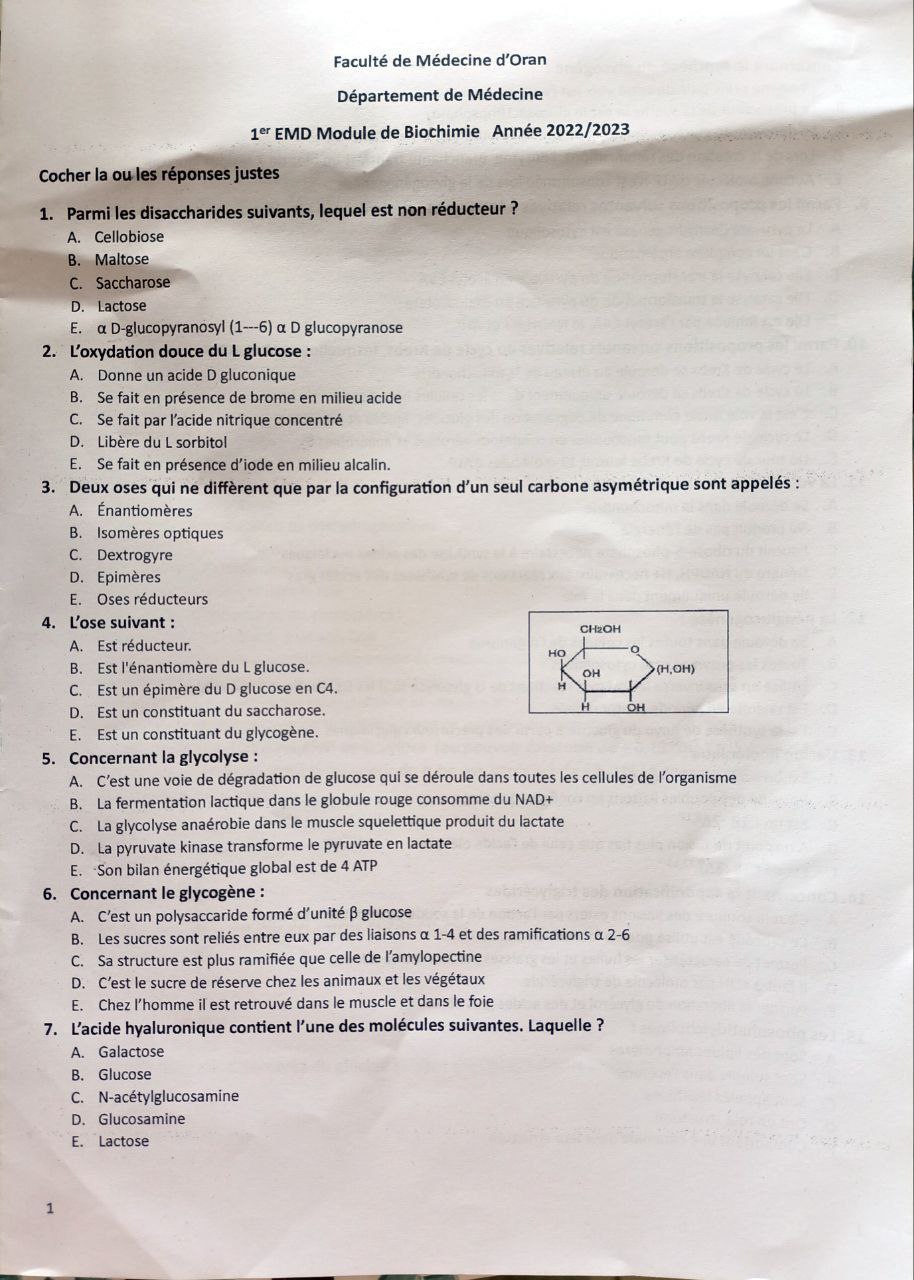 Faculté de Médecine d’Oran
Département de Médecine
1er EMD Module de Biochimie Année 2022/2023
Cocher la ou les réponses justes
1. Parmi les disaccharides suivants, lequel est non réducteur ?
A. Cellobiose
B. Maltose
C. Saccharose
D. Lactose
E. α D-glucopyranosyl (1---6) α D glucopyranose
2. L’oxydation douce du L glucose :
A. Donne un acide D gluconique
B. Se fait en présence de brome en milieu acide
C. Se fait par l’acide nitrique concentré
D. Libère du L sorbitol
E. Se fait en présence d’iode en milieu alcalin.
3. Deux oses qui ne diffèrent que par la configuration d’un seul carbone asymétrique sont appelés :
A. Énantiomères
B. Isomères optiques
C. Dextrogyre
D. Epimères
E. Oses réducteurs
4. L’ose suivant :
A. Est réducteur.
B. Est l'énantiomère du L glucose.
C. Est un épimère du D glucose en C4.
D. Est un constituant du saccharose.
E. Est un constituant du glycogène.
CH2OH
HO
O
OH
(H,OH)
H
H
OH
5. Concernant la glycolyse :
A. C’est une voie de dégradation de glucose qui se déroule dans toutes les cellules de l’organisme
B. La fermentation lactique dans le globule rouge consomme du NAD+
C. La glycolyse anaérobie dans le muscle squelettique produit du lactate
D. La pyruvate kinase transforme le pyruvate en lactate
E. Son bilan énergétique global est de 4 ATP
6. Concernant le glycogène :
A. C’est un polysaccaride formé d’unité β glucose
B. Les sucres sont reliés entre eux par des liaisons α 1-4 et des ramifications α 2-6
C. Sa structure est plus ramifiée que celle de l’amylopectine
D. C’est le sucre de réserve chez les animaux et les végétaux
E. Chez l’homme il est retrouvé dans le muscle et dans le foie
7. L’acide hyaluronique contient l’une des molécules suivantes. Laquelle ?
A. Galactose
B. Glucose
C. N-acétylglucosamine
D. Glucosamine
E. Lactose
1